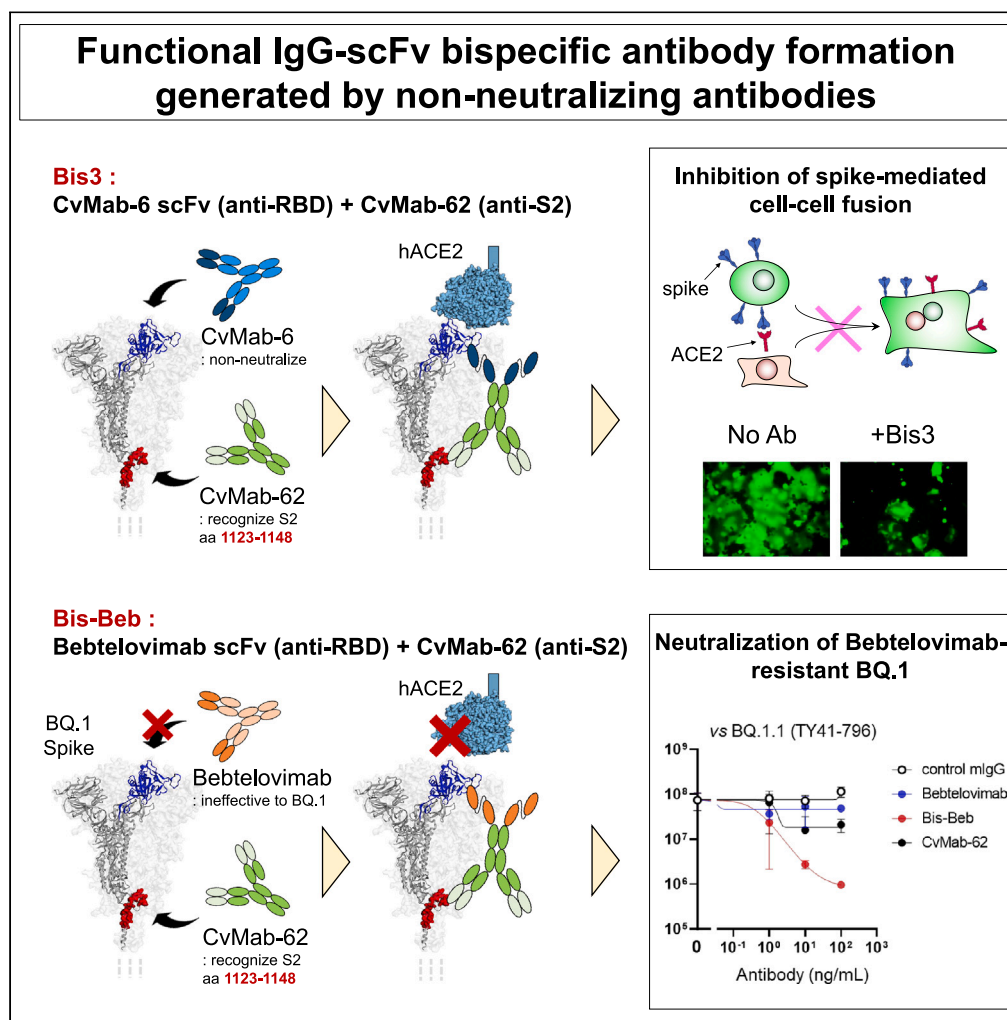 Functional IgG-scFv bispecific antibody formation
generated by non-neutralizing antibodies
Bis3 :
CvMab-6 scFv (anti-RBD) + CvMab-62 (anti-S2)
CvMab-6
: non-neutralize
CvMab-62
: recognize S2
aa 1123-1148
hACE2
Inhibition of spike-mediated
cell-cell fusion
spike
ACE2
No Ab
+Bis3
Bis-Beb :
Bebtelovimab scFv (anti-RBD) + CvMab-62 (anti-S2)
BQ.1
Spike
Bebtelovimab
: ineffective to BQ.1
CvMab-62
: recognize S2
aa 1123-1148
hACE2
Neutralization of Bebtelovimab-
resistant BQ.1
vs BQ.1.1 (TY41-796)
10⁹
10⁸
10⁷
10⁶
10⁵
0 10⁻¹ 10⁰ 10¹ 10² 10³
Antibody (ng/mL)
control mIgG
Bebtelovimab
Bis-Beb
CvMab-62